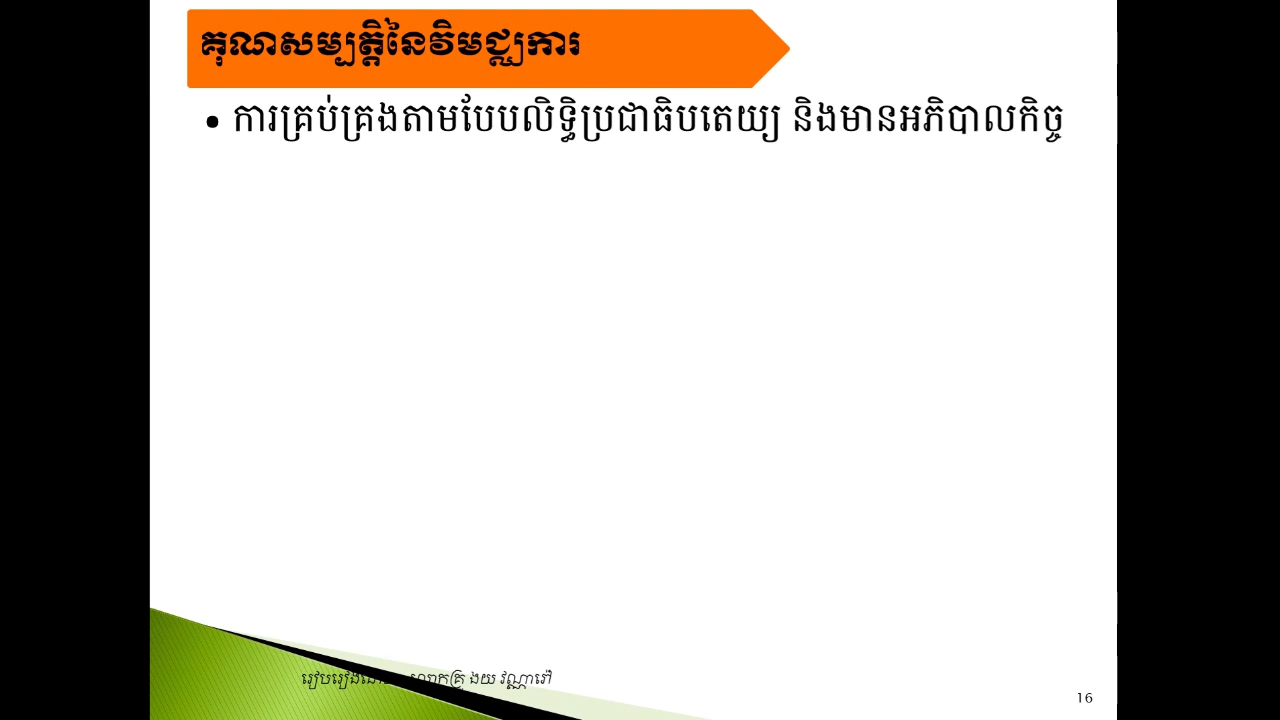 គុណសម្បត្តិនៃវិមជ្ឈការ
• ការគ្រប់គ្រងតាមបែបលិទ្ធិប្រជាធិបតេយ្យ និងមានអភិបាលកិច្ច
រៀបរៀងដោយ លោកគ្រូ ងយ វណ្ណារៅ
16